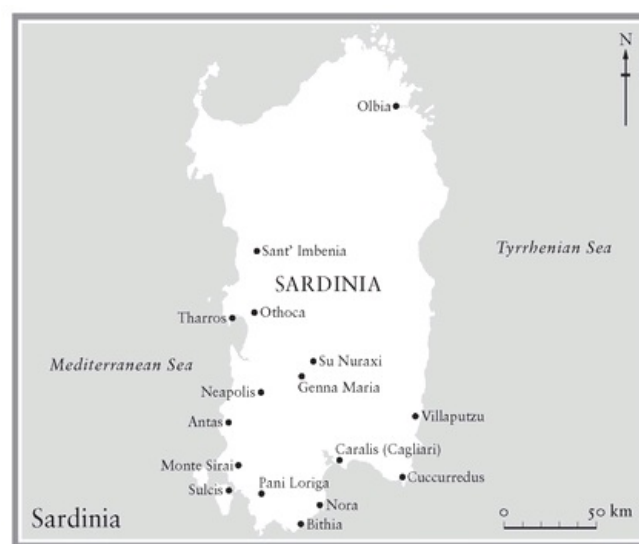 N
Olbia
Tyrrhenian Sea
Sant' Imbenia
SARDINIA
Othoca
Tharros
Su Nuraxi
Mediterranean Sea
Genna Maria
Neapolis
Villaputzu
Antas
Caralis (Cagliari)
Monte Sirai
Cuccurredus
Pani Loriga
Sulcis
Nora
Bithia
Sardinia
0 50 km